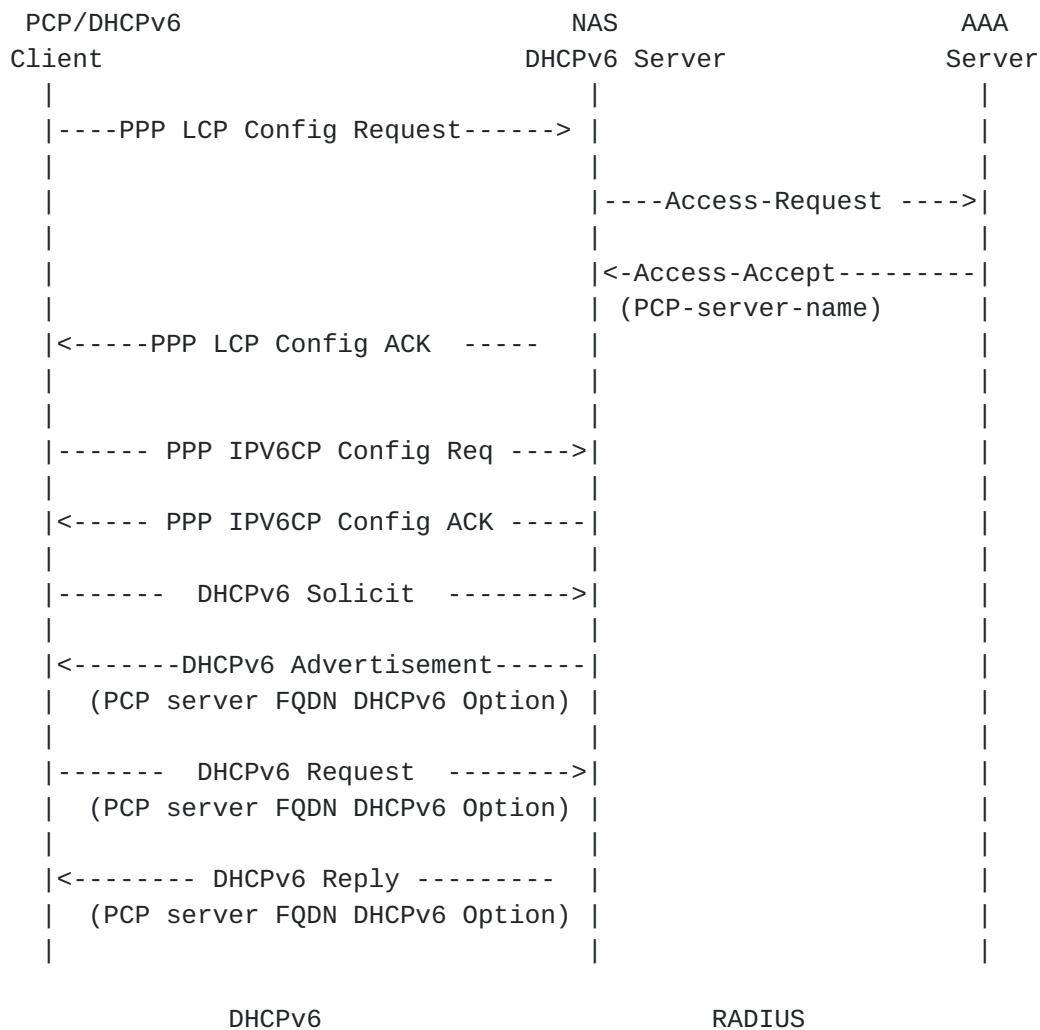 PCP/DHCPv6 NAS AAA
Client DHCPv6 Server Server
| | |
|----PPP LCP Config Request------> | |
| | |
| |----Access-Request ---->|
| | |
| |<-Access-Accept---------|
| | (PCP-server-name) |
|<-----PPP LCP Config ACK ----- | |
| | |
| | |
|------ PPP IPV6CP Config Req ---->| |
| | |
|<----- PPP IPV6CP Config ACK -----| |
| | |
|------- DHCPv6 Solicit -------->| |
| | |
|<-------DHCPv6 Advertisement------| |
| (PCP server FQDN DHCPv6 Option) | |
| | |
|------- DHCPv6 Request -------->| |
| (PCP server FQDN DHCPv6 Option) | |
| | |
|<-------- DHCPv6 Reply --------- | |
| (PCP server FQDN DHCPv6 Option) | |
| | |
DHCPv6 RADIUS